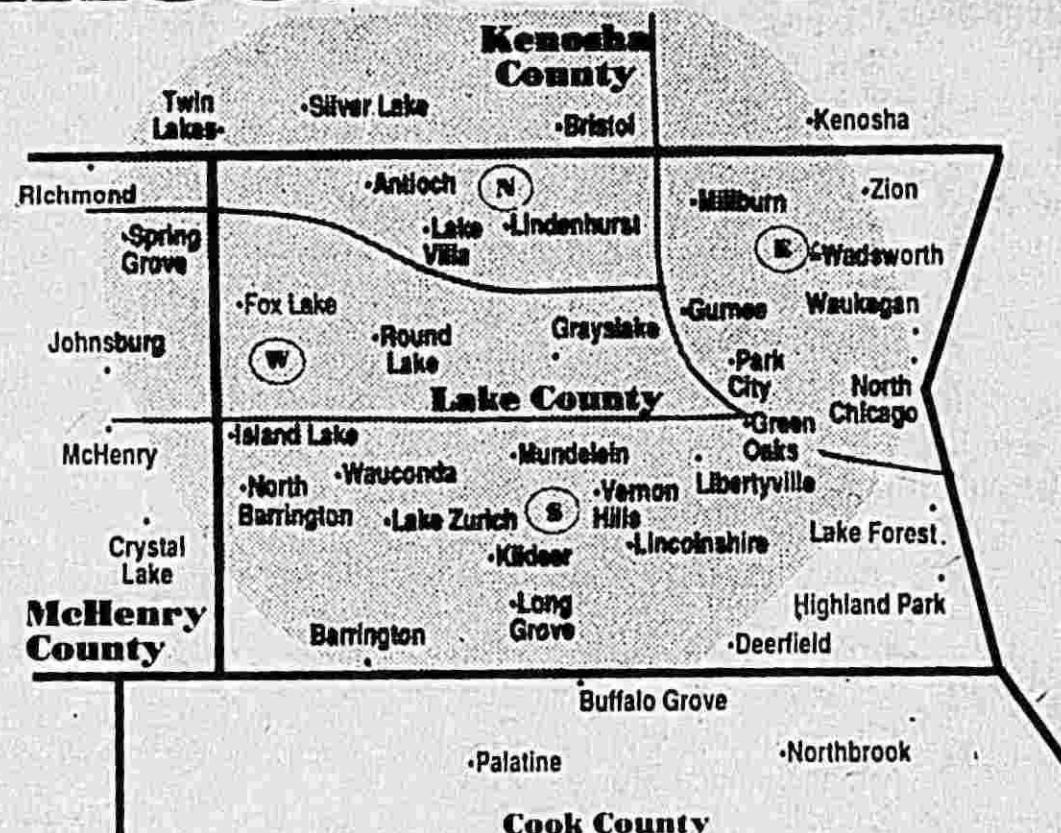 Kenosha
County
Twin
Lakes
Silver Lake
Bristol
Kenosha
Richmond
Antioch
N
Millburn
Zion
Spring
Grove
Lake
Villa
Lindenhurst
E
Wadsworth
Fox Lake
Gurnee
Waukegan
Johnsburg
Round
Lake
Grayslake
W
Park
City
North
Chicago
Lake County
Green
Oaks
McHenry
Island Lake
Mundelein
Wauconda
Libertyville
North
Barrington
Vernon
Hills
Lake Zurich
S
Lincolnshire
Lake Forest
Crystal
Lake
Kildeer
McHenry
County
Long
Grove
Highland Park
Barrington
Deerfield
Buffalo Grove
Palatine
Northbrook
Cook County